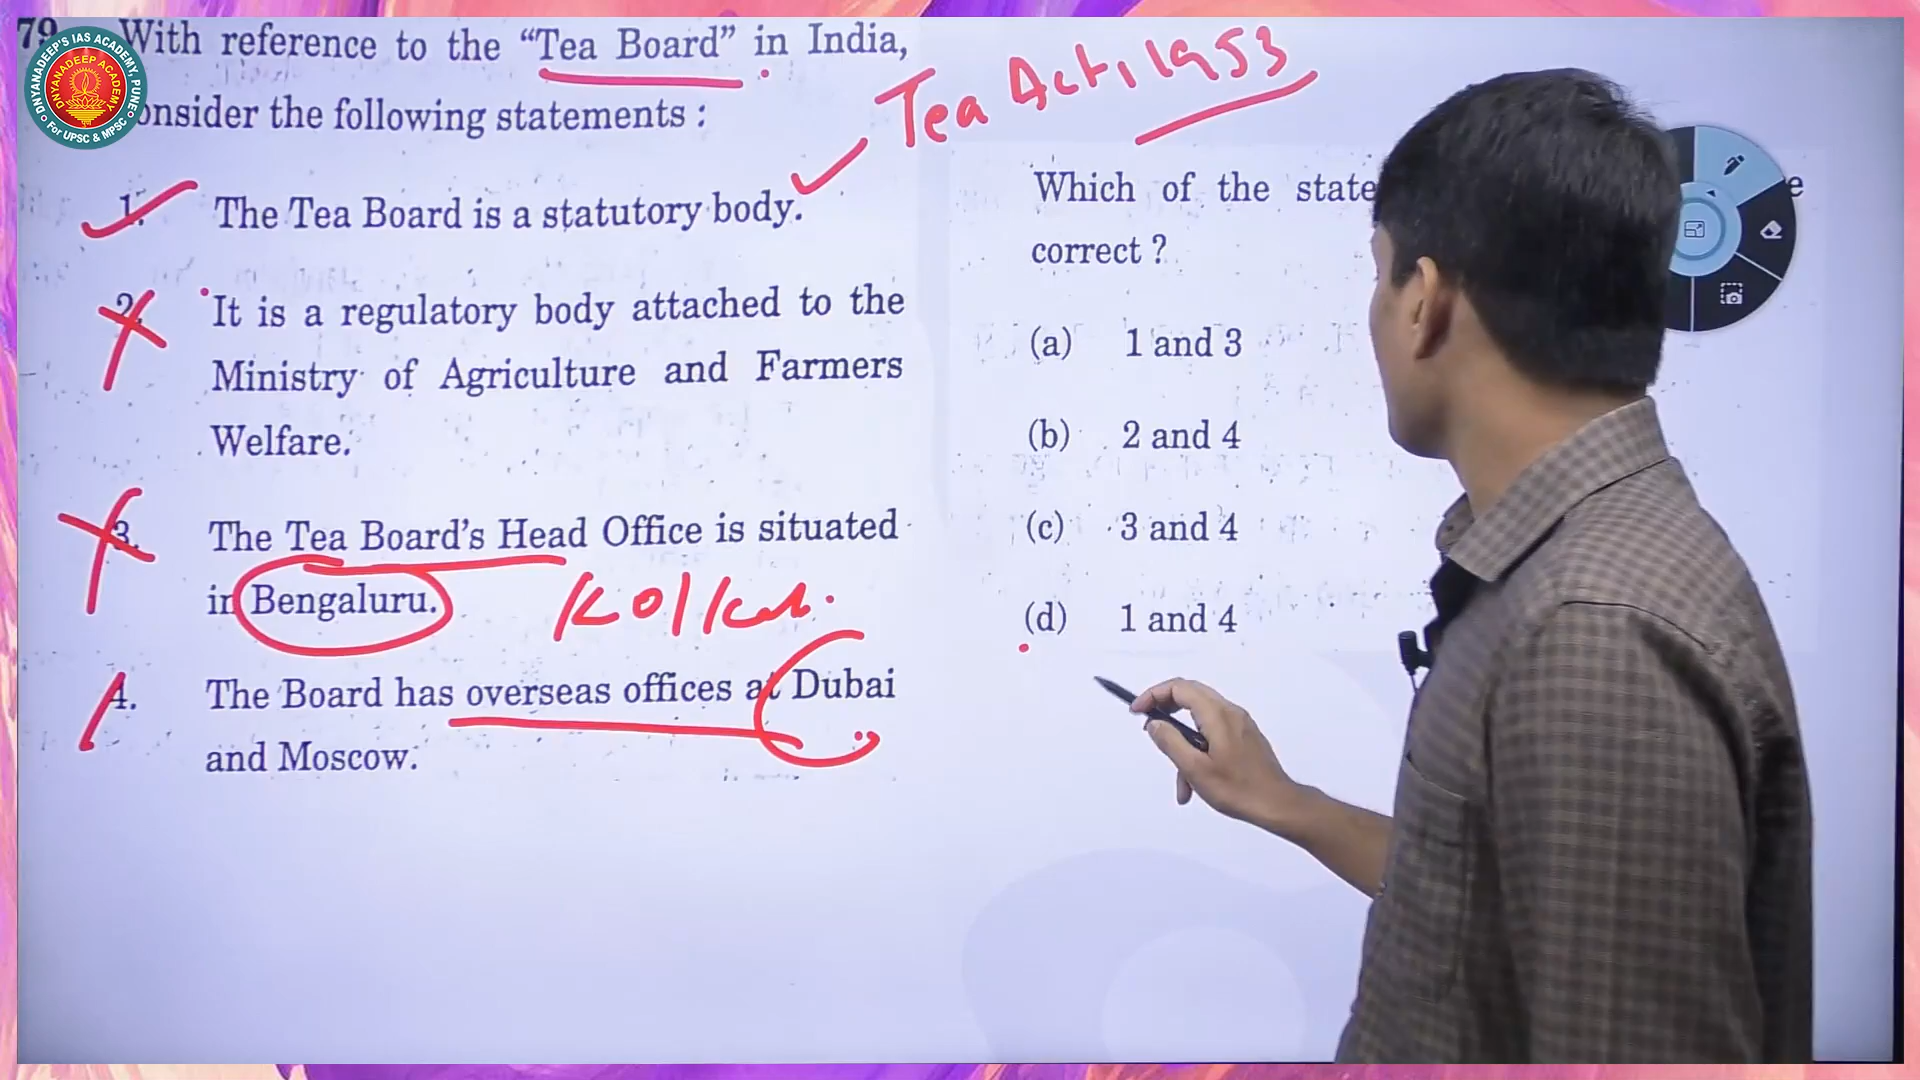 79. With reference to the “Tea Board” in India,
onsider the following statements :
Tea Act, 1953
1. The Tea Board is a statutory body.
2. It is a regulatory body attached to the
Ministry of Agriculture and Farmers
Welfare.
3. The Tea Board’s Head Office is situated
in Bengaluru.
4. The Board has overseas offices at Dubai
and Moscow.
Which of the state e
correct ?
(a) 1 and 3
(b) 2 and 4
(c) 3 and 4
(d) 1 and 4
DNYANADEEP'S IAS ACADEMY, PUNE
DNYANADEEP ACADEMY
For UPSC & MPSC